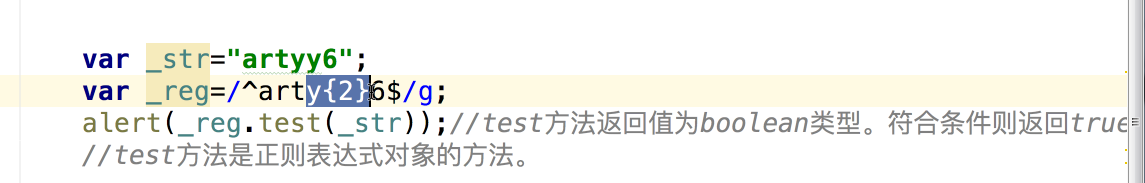 var _str="artyy6";
var _reg=/^arty{2}6$/g;
alert(_reg.test(_str));//test方法返回值为boolean类型。符合条件则返回true
//test方法是正则表达式对象的方法。